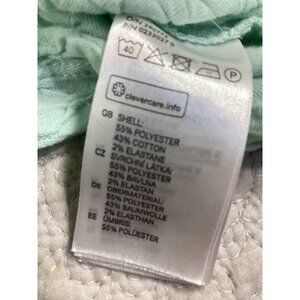 40
P
clevercare.info
GB SHELL:
55% POLYESTER
43% COTTON
2% ELASTANE
CZ SVRCHNÍ LÁTKA:
55% POLYESTER
43% BAVLNA
2% ELASTAN
DE OBERMATERIAL:
55% POLYESTER
43% BAUMWOLLE
2% ELASTHAN
EE ÜMBRIS:
55% POLÜESTER